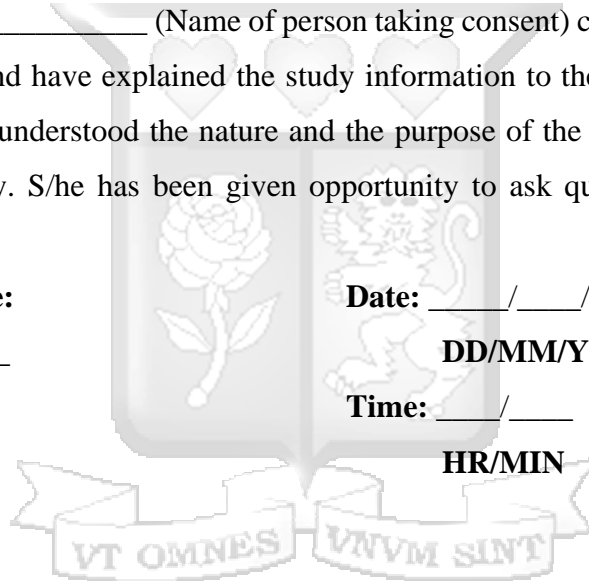 __________ (Name of person taking consent) c
nd have explained the study information to the
understood the nature and the purpose of the
y. S/he has been given opportunity to ask qu
e: Date: _____/____/
_ DD/MM/Y
Time: ____/____
HR/MIN
VT OMNES VNVM SINT